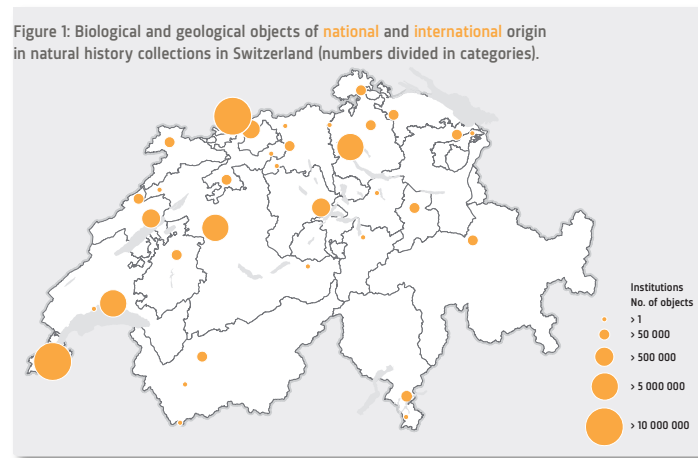 Figure 1: Biological and geological objects of national and international origin
in natural history collections in Switzerland (numbers divided in categories).
Institutions
No. of objects
> 1
> 50 000
> 500 000
> 5 000 000
> 10 000 000